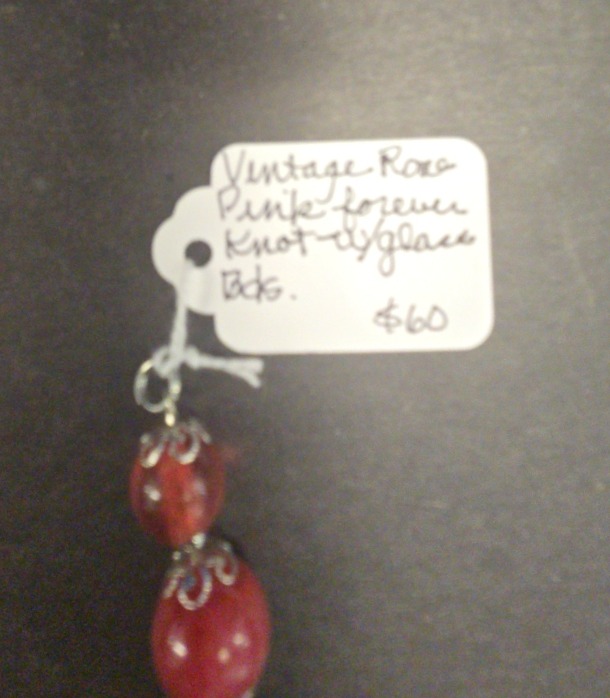 Vintage Rose
Pink forever
Knot w/glass
Bds.
$60